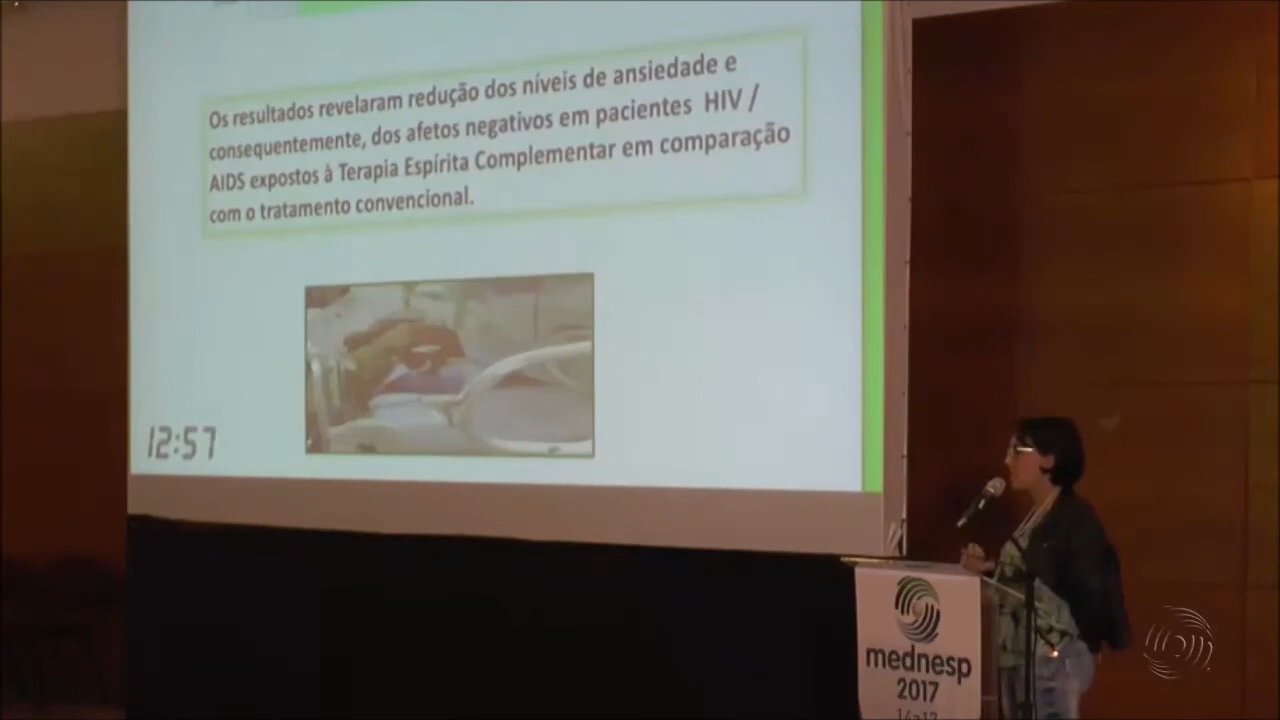 Os resultados revelaram redução dos níveis de ansiedade e
consequentemente, dos afetos negativos em pacientes HIV /
AIDS expostos à Terapia Espírita Complementar em comparação
com o tratamento convencional.
12:57
mednesp
2017